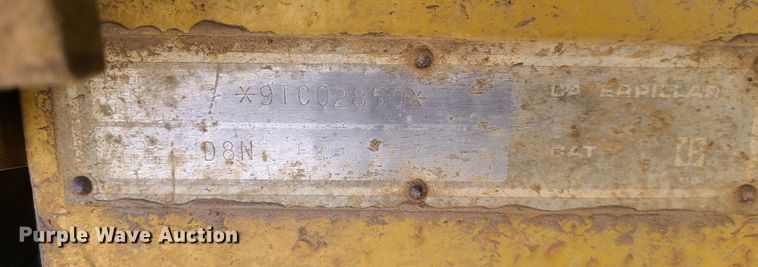 *9TC02850*
CATERPILLAR
D8N
CAT
Purple Wave Auction